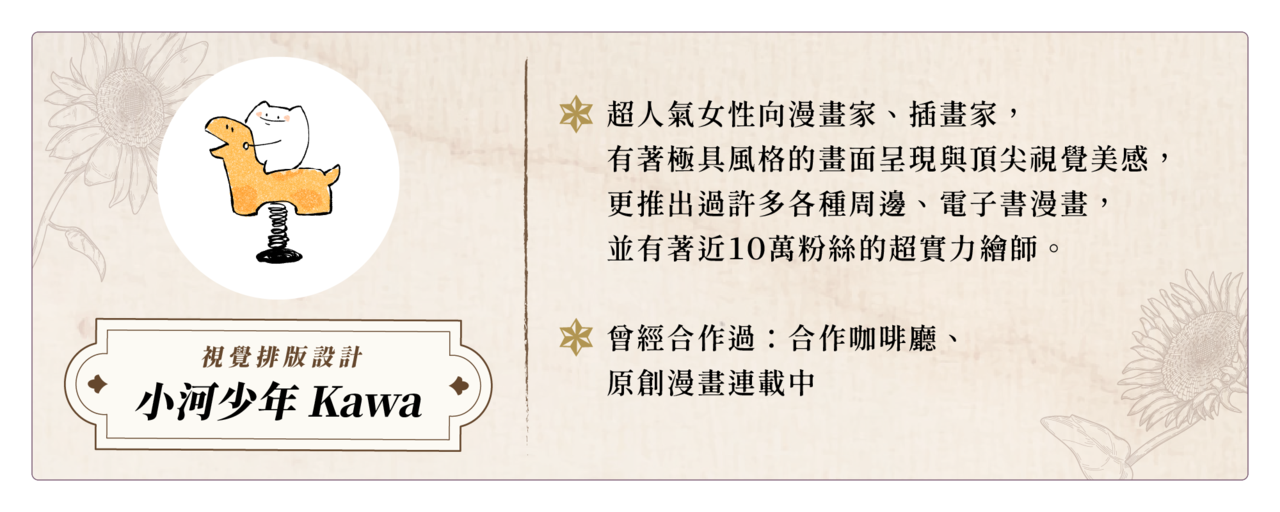 視覺排版設計
小河少年 Kawa
超人氣女性向漫畫家、插畫家，
有著極具風格的畫面呈現與頂尖視覺美感，
更推出過許多各種周邊、電子書漫畫，
並有著近10萬粉絲的超實力繪師。
曾經合作過：合作咖啡廳、
原創漫畫連載中